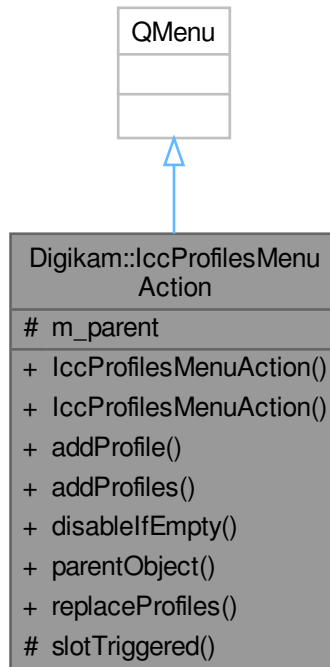 QMenu
Digikam::IccProfilesMenu
Action
# m_parent
+ IccProfilesMenuAction()
+ IccProfilesMenuAction()
+ addProfile()
+ addProfiles()
+ disableIfEmpty()
+ parentObject()
+ replaceProfiles()
# slotTriggered()